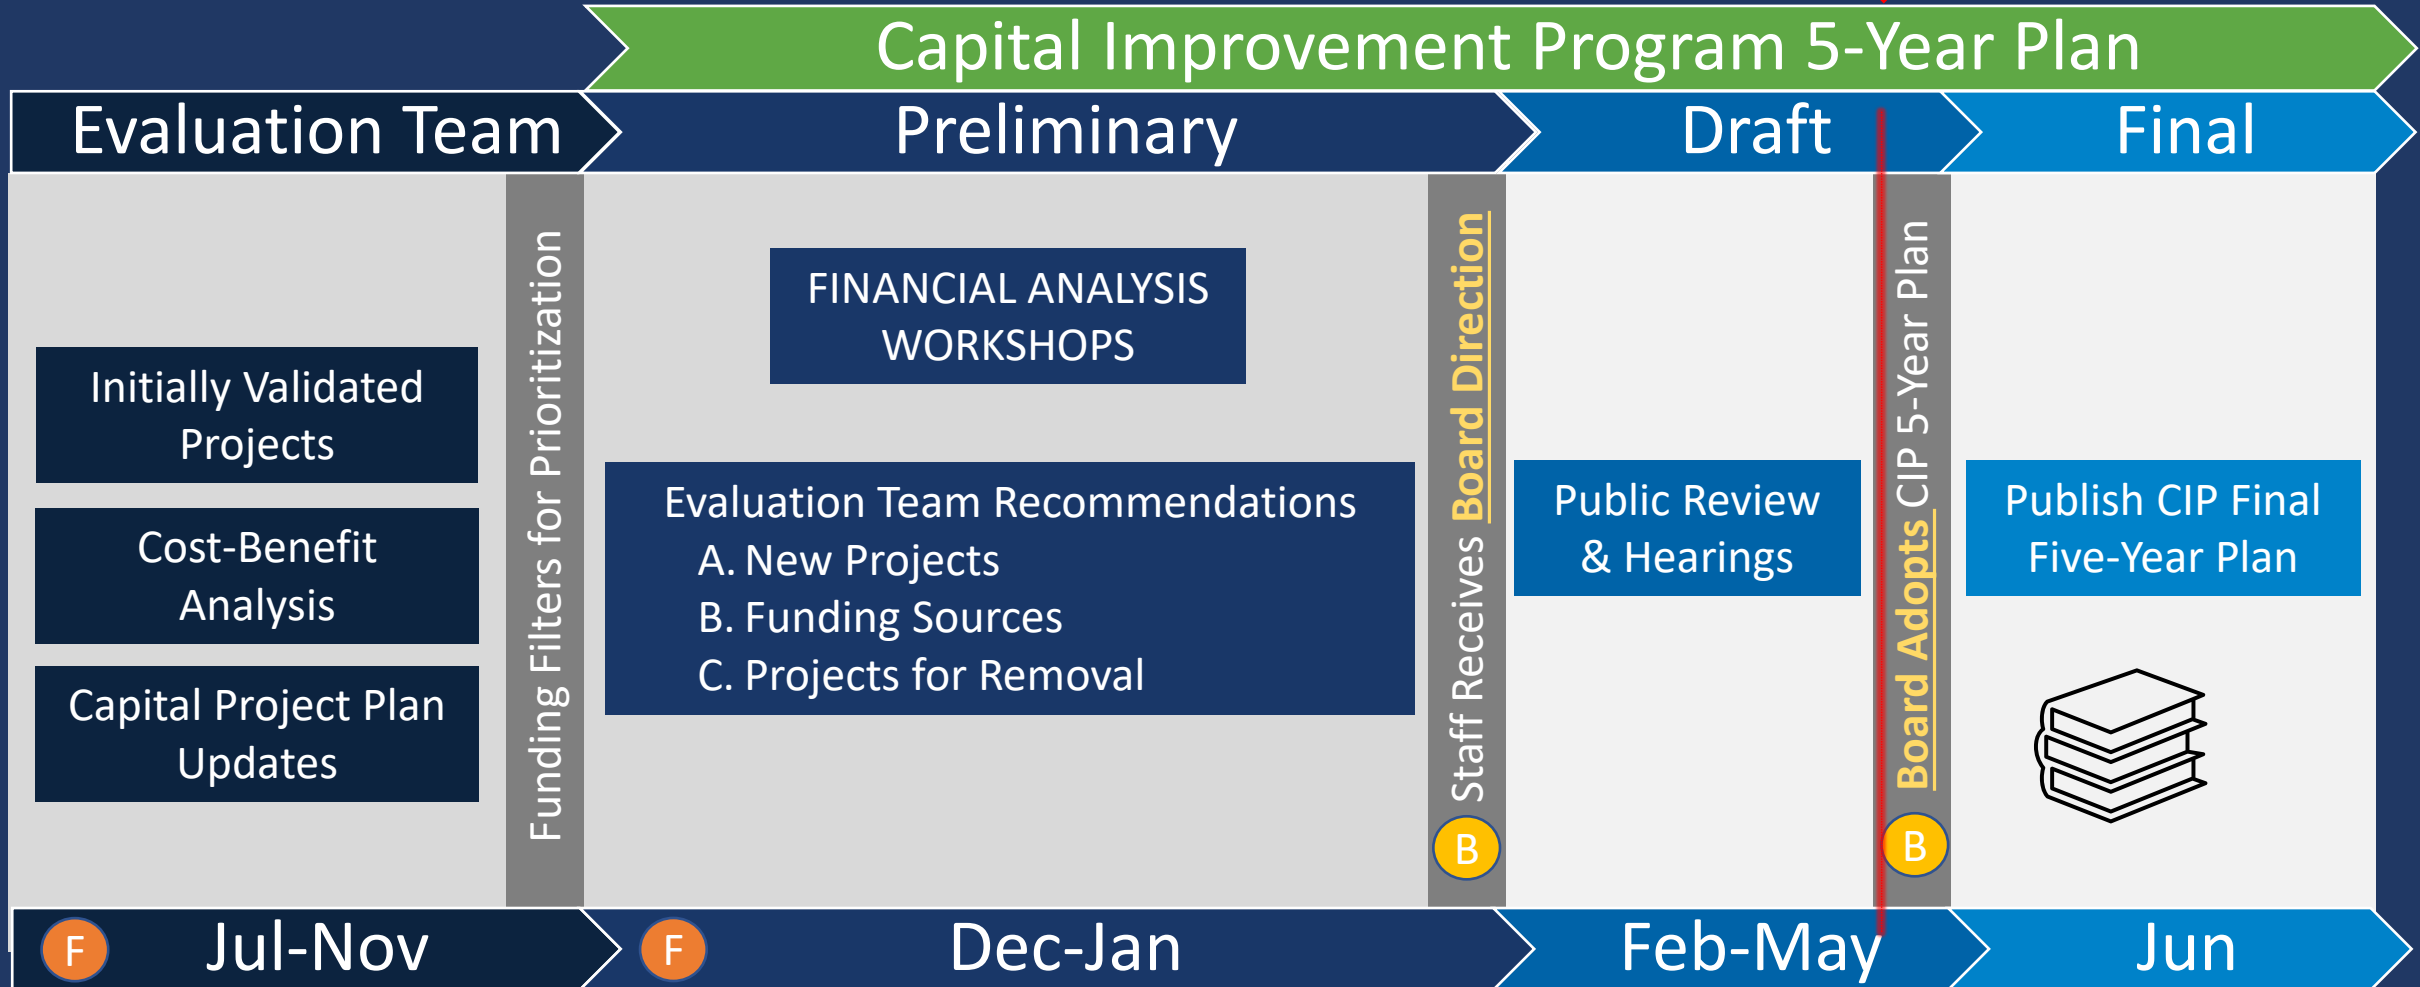 Capital Improvement Program 5-Year Plan
Evaluation Team
Preliminary
Draft
Final
Initially Validated
Projects
Cost-Benefit
Analysis
Capital Project Plan
Updates
Funding Filters for Prioritization
FINANCIAL ANALYSIS
WORKSHOPS
Evaluation Team Recommendations
A. New Projects
B. Funding Sources
C. Projects for Removal
Staff Receives Board Direction
B
Public Review
& Hearings
Board Adopts CIP 5-Year Plan
B
Publish CIP Final
Five-Year Plan
F
Jul-Nov
F
Dec-Jan
Feb-May
Jun